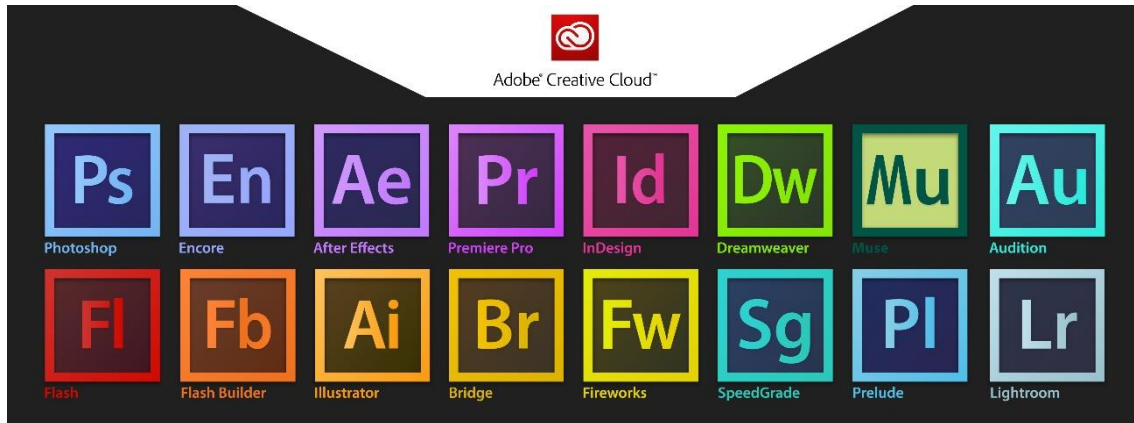 Adobe® Creative Cloud™
Ps En Ae Pr Id Dw Mu Au
Photoshop Encore After Effects Premiere Pro InDesign Dreamweaver Muse Audition
Fl Fb Ai Br Fw Sg Pl Lr
Flash Flash Builder Illustrator Bridge Fireworks SpeedGrade Prelude Lightroom